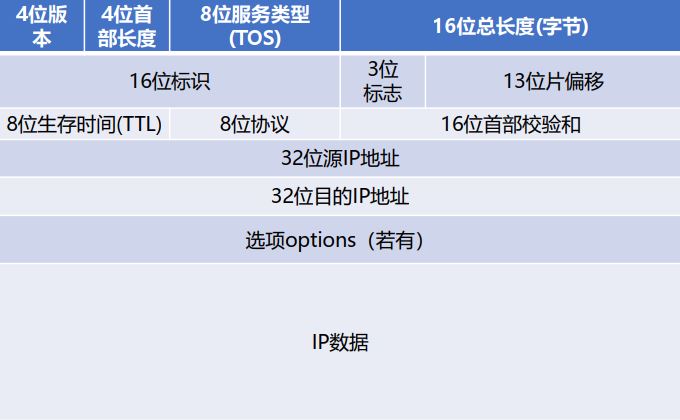 4位版
本
4位首
部长度
8位服务类型
(TOS)
16位总长度(字节)
16位标识
3位
标志
13位片偏移
8位生存时间(TTL)
8位协议
16位首部校验和
32位源IP地址
32位目的IP地址
选项options（若有）
IP数据